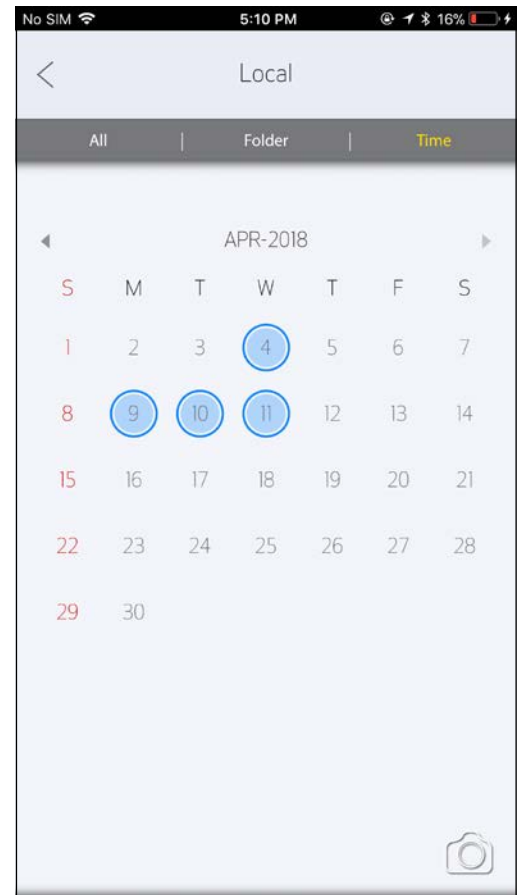 No SIM 5:10 PM 16%
Local
All | Folder | Time
APR-2018
S M T W T F S
1 2 3 4 5 6 7
8 9 10 11 12 13 14
15 16 17 18 19 20 21
22 23 24 25 26 27 28
29 30